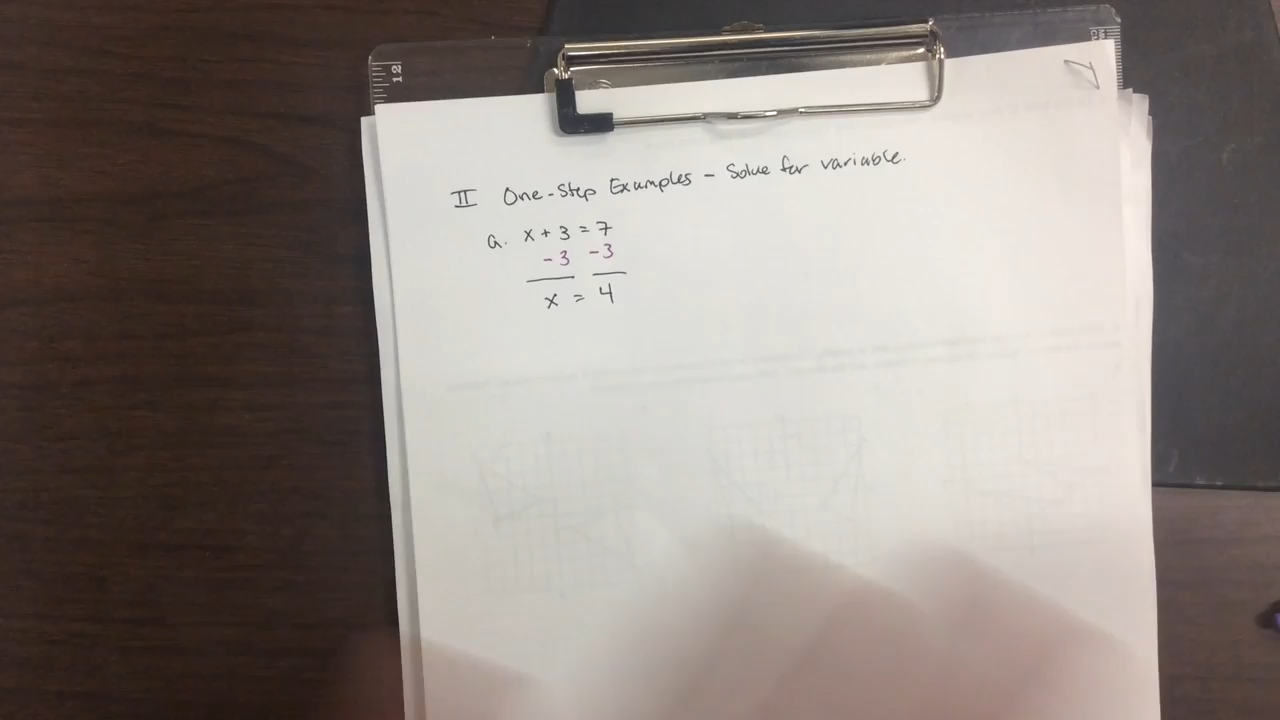 12
II One-Step Examples - Solve for variable.
a. x + 3 = 7
-3 -3
x = 4